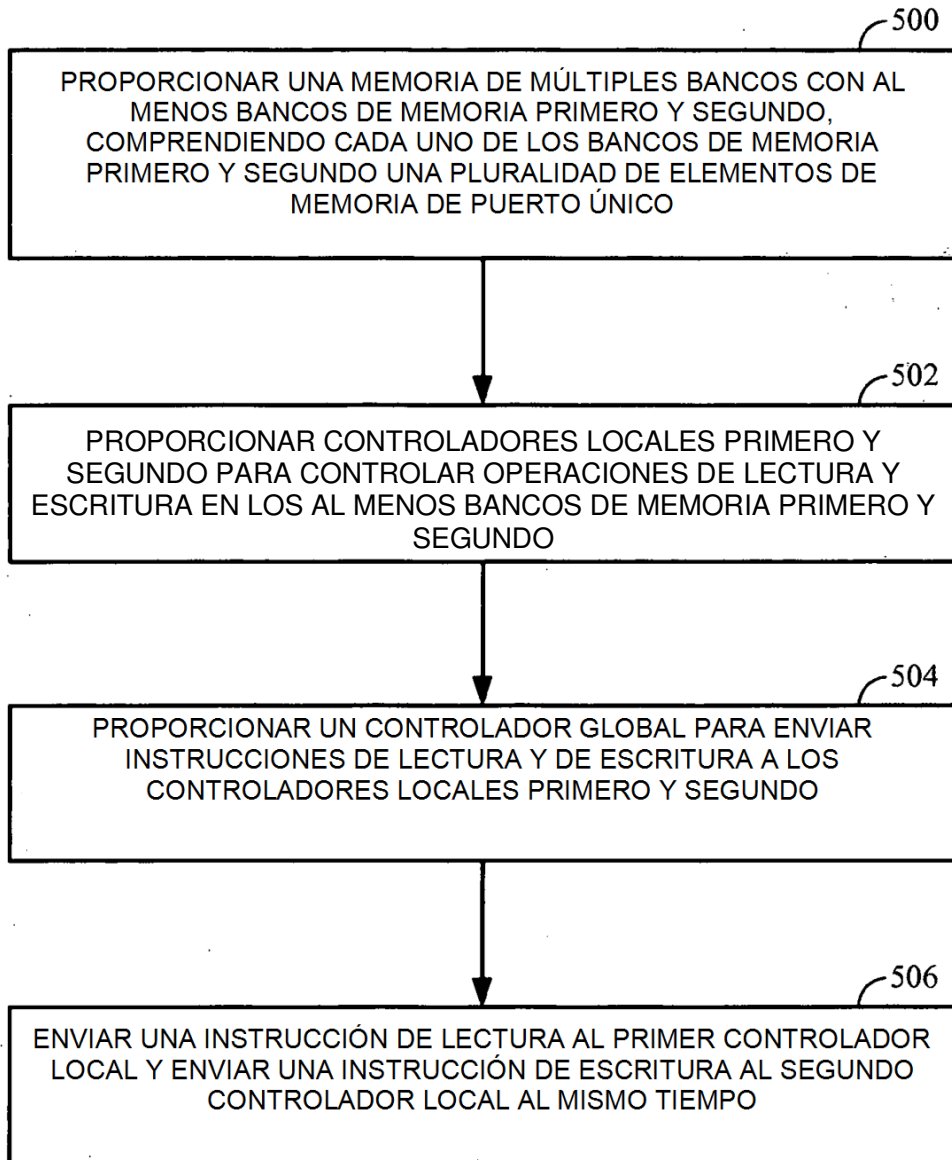 500
PROPORCIONAR UNA MEMORIA DE MÚLTIPLES BANCOS CON AL
MENOS BANCOS DE MEMORIA PRIMERO Y SEGUNDO,
COMPRENDIENDO CADA UNO DE LOS BANCOS DE MEMORIA
PRIMERO Y SEGUNDO UNA PLURALIDAD DE ELEMENTOS DE
MEMORIA DE PUERTO ÚNICO
502
PROPORCIONAR CONTROLADORES LOCALES PRIMERO Y
SEGUNDO PARA CONTROLAR OPERACIONES DE LECTURA Y
ESCRITURA EN LOS AL MENOS BANCOS DE MEMORIA PRIMERO Y
SEGUNDO
504
PROPORCIONAR UN CONTROLADOR GLOBAL PARA ENVIAR
INSTRUCCIONES DE LECTURA Y DE ESCRITURA A LOS
CONTROLADORES LOCALES PRIMERO Y SEGUNDO
506
ENVIAR UNA INSTRUCCIÓN DE LECTURA AL PRIMER CONTROLADOR
LOCAL Y ENVIAR UNA INSTRUCCIÓN DE ESCRITURA AL SEGUNDO
CONTROLADOR LOCAL AL MISMO TIEMPO